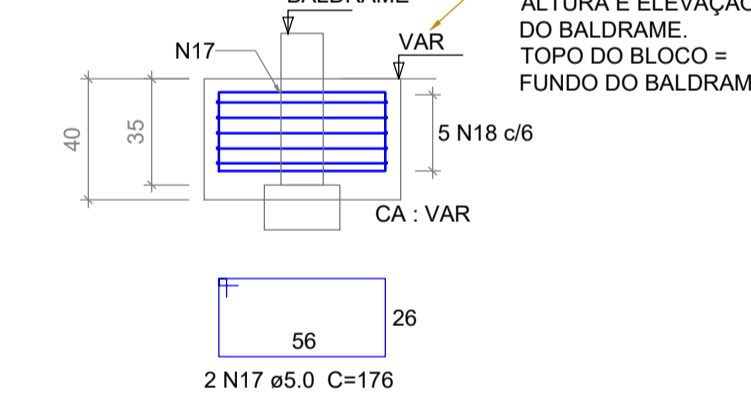 BALDRAME
ALTURA E ELEVAÇÃO
DO BALDRAME.
TOPO DO BLOCO =
FUNDO DO BALDRAM
N17
VAR
40
35
5 N18 c/6
CA : VAR
26
56
2 N17 ø5.0 C=176